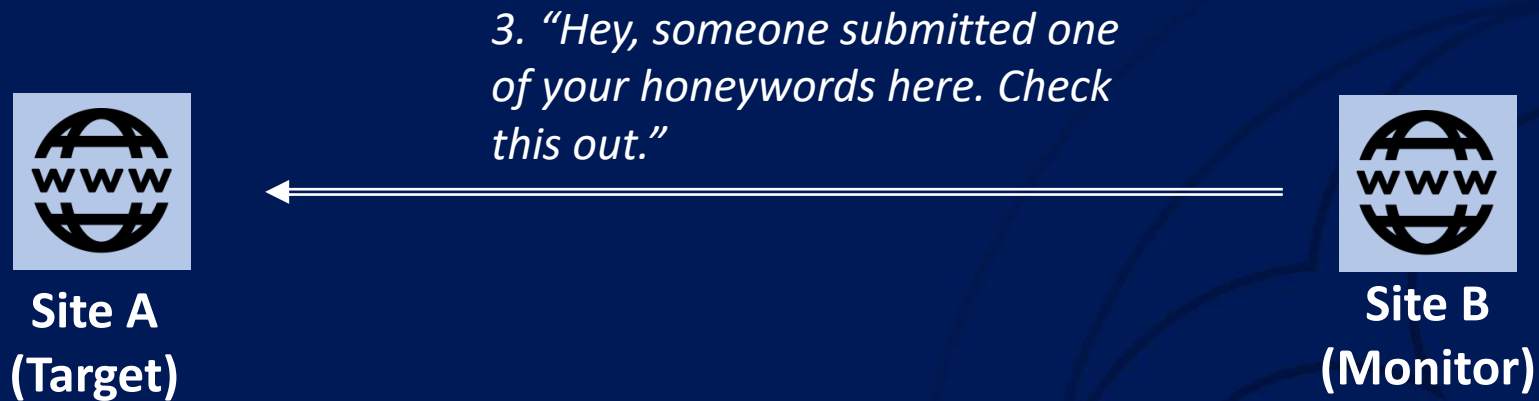 3. “Hey, someone submitted one
of your honeywords here. Check
this out.”
WWW
WWW
Site A
(Target)
Site B
(Monitor)